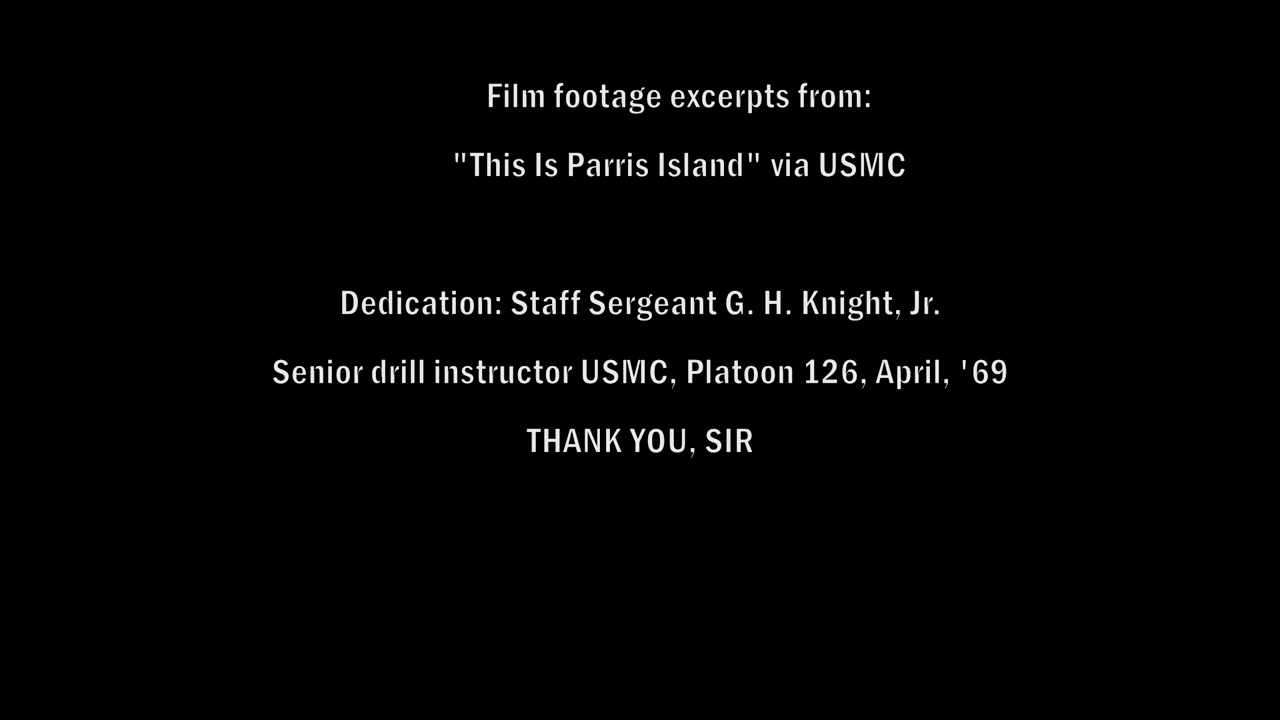 Film footage excerpts from:
"This Is Parris Island" via USMC
Dedication: Staff Sergeant G. H. Knight, Jr.
Senior drill instructor USMC, Platoon 126, April, '69
THANK YOU, SIR